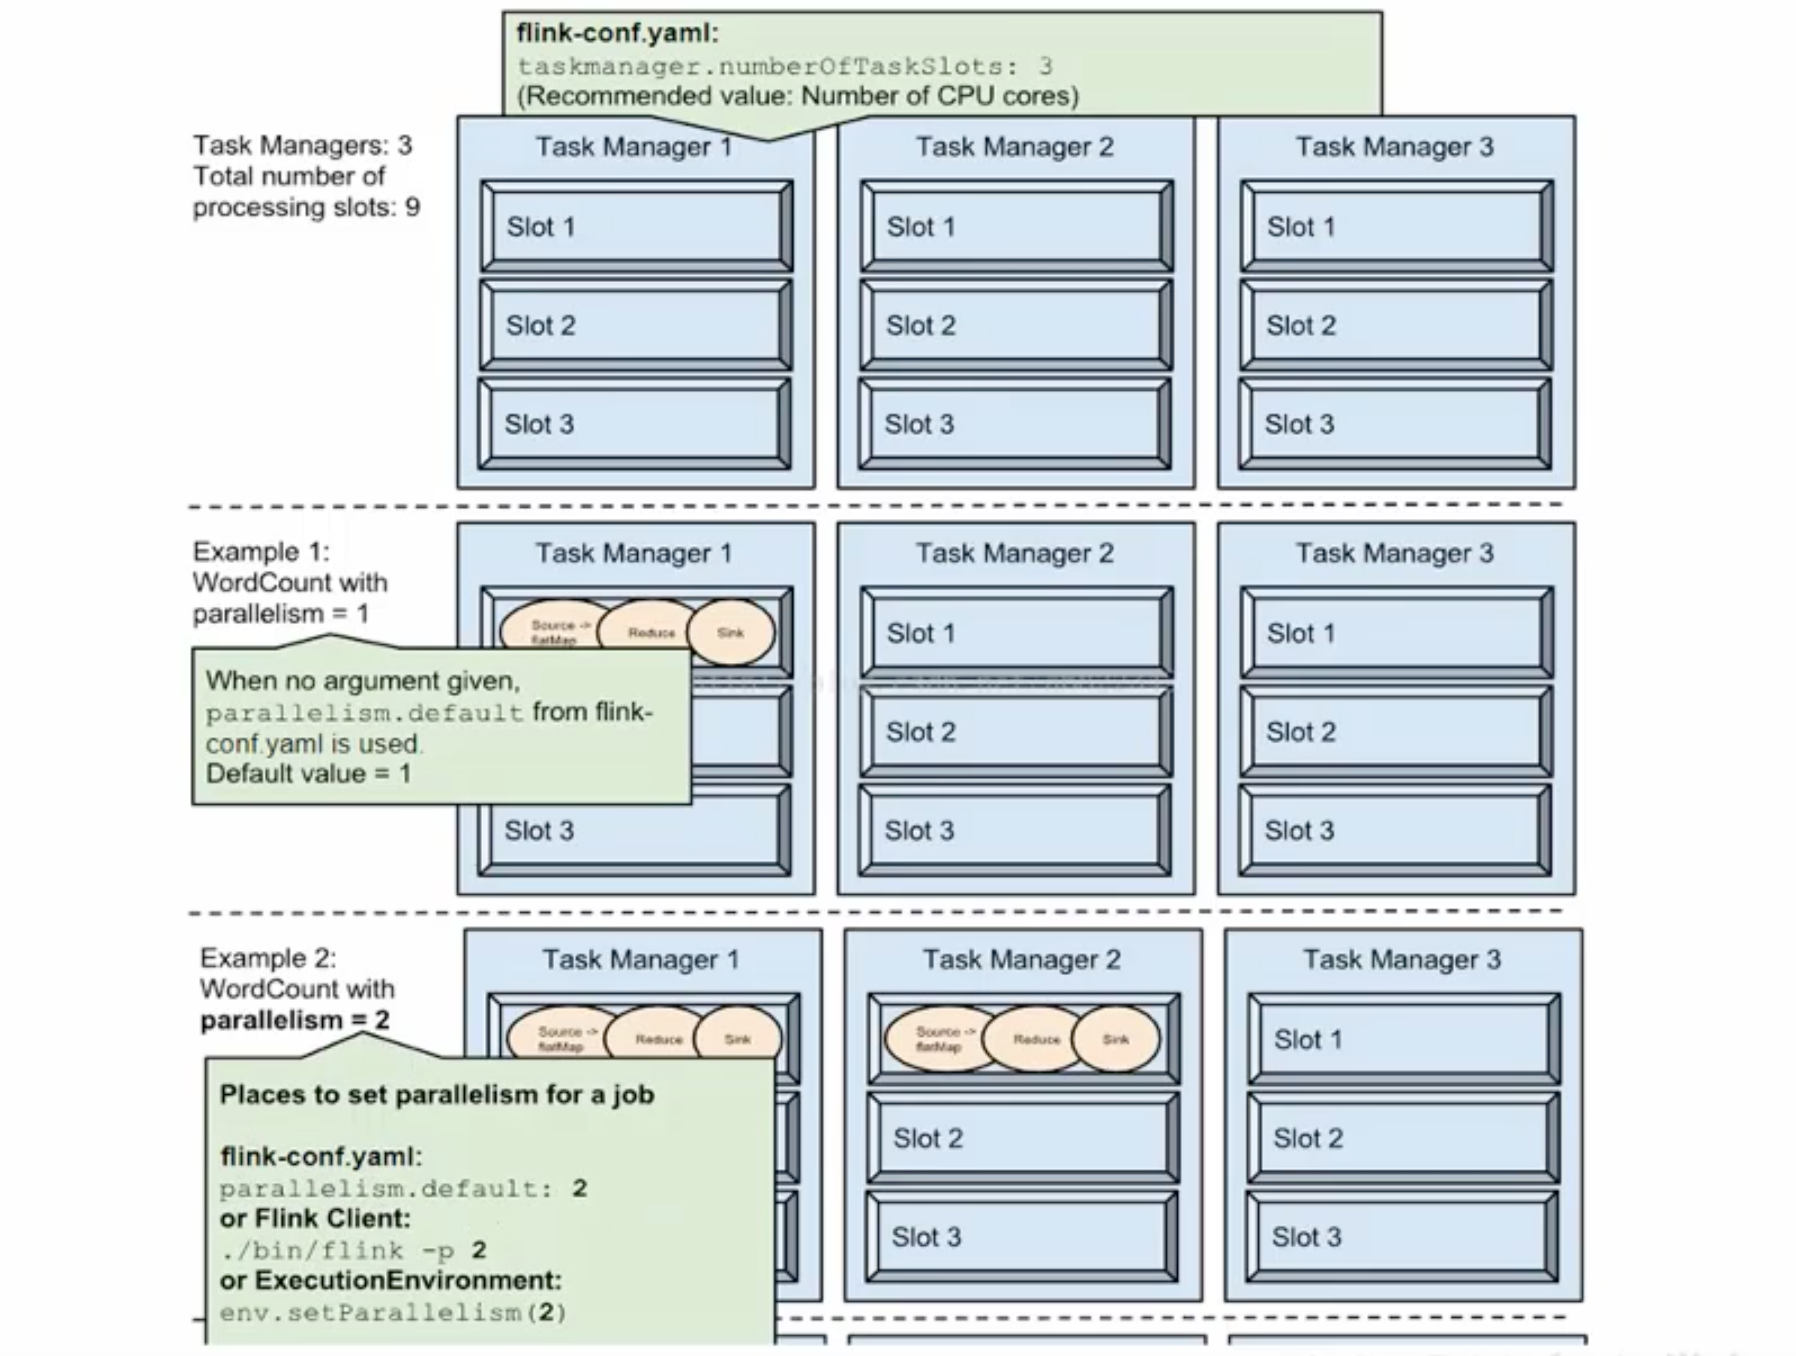 flink-conf.yaml:
taskmanager.numberOfTaskSlots: 3
(Recommended value: Number of CPU cores)
Task Managers: 3
Total number of
processing slots: 9
Task Manager 1
Slot 1
Slot 2
Slot 3
Task Manager 2
Slot 1
Slot 2
Slot 3
Task Manager 3
Slot 1
Slot 2
Slot 3
Example 1:
WordCount with
parallelism = 1
When no argument given,
parallelism.default from flink-
conf.yaml is used.
Default value = 1
Task Manager 1
Source ->
flatMap
Reduce
Sink
Slot 3
Task Manager 2
Slot 1
Slot 2
Slot 3
Task Manager 3
Slot 1
Slot 2
Slot 3
Example 2:
WordCount with
parallelism = 2
Places to set parallelism for a job
flink-conf.yaml:
parallelism.default: 2
or Flink Client:
./bin/flink -p 2
or ExecutionEnvironment:
env.setParallelism(2)
Task Manager 1
Source ->
flatMap
Reduce
Sink
Task Manager 2
Source ->
flatMap
Reduce
Sink
Slot 2
Slot 3
Task Manager 3
Slot 1
Slot 2
Slot 3